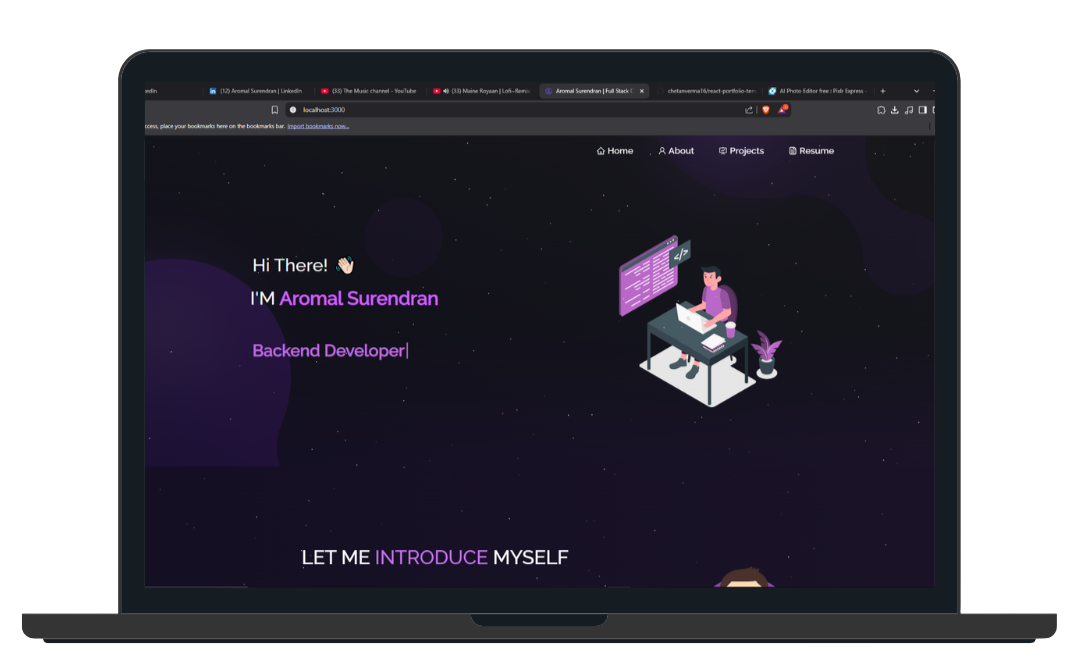 edIn
(12) Aromal Surendran | LinkedIn
(33) The Music channel - YouTube
(33) Maine Royaan | Lofi-Remix
Aromal Surendran | Full Stack D
chetanverma16/react-portfolio-tem
AI Photo Editor free : Pixlr Express
localhost:3000
ccess, place your bookmarks here on the bookmarks bar. Import bookmarks now...
Home
About
Projects
Resume
Hi There!
I'M Aromal Surendran
</>
Backend Developer|
LET ME INTRODUCE MYSELF